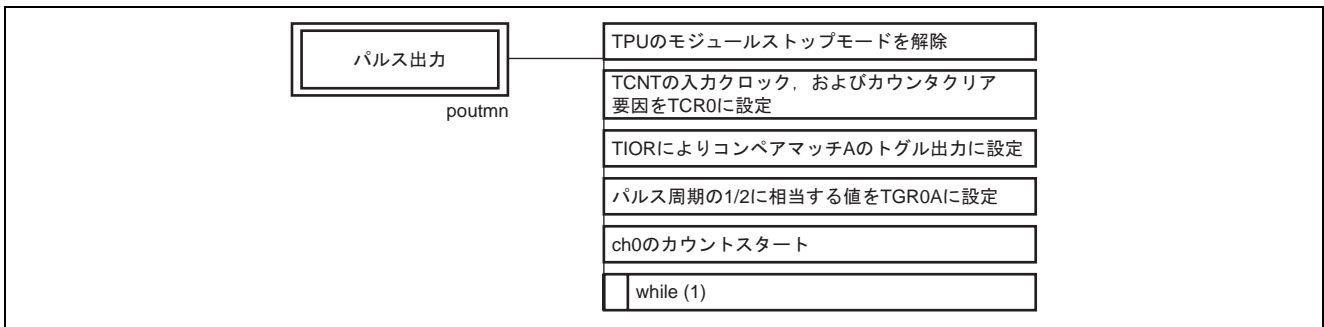 パルス出力
poutmn
TPUのモジュールストップモードを解除
TCNTの入力クロック，およびカウンタクリア
要因をTCR0に設定
TIORによりコンペアマッチAのトグル出力に設定
パルス周期の1/2に相当する値をTGR0Aに設定
ch0のカウントスタート
while (1)